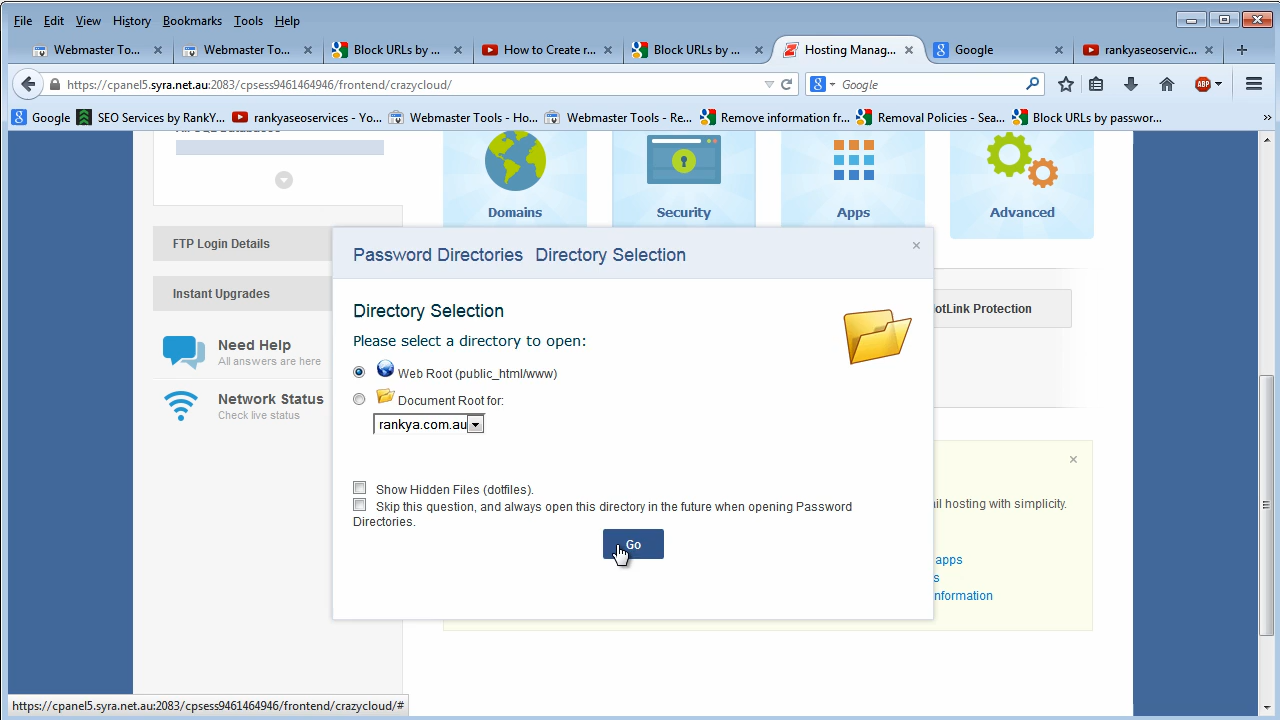 File Edit View History Bookmarks Tools Help
Webmaster To... Webmaster To... Block URLs by ... How to Create r... Block URLs by ... Hosting Manag... Google rankyaseoservic...
https://cpanel5.syra.net.au:2083/cpsess9461464946/frontend/crazycloud/ Google ABP
Google SEO Services by RankY... rankyaseoservices - Yo... Webmaster Tools - Ho... Webmaster Tools - Re... Remove information fr... Removal Policies - Sea... Block URLs by passwor...
Domains Security Apps Advanced
FTP Login Details
Instant Upgrades
Need Help
All answers are here
Network Status
Check live status
Password Directories Directory Selection
Directory Selection
Please select a directory to open:
Web Root (public_html/www)
Document Root for:
rankya.com.au
Show Hidden Files (dotfiles).
Skip this question, and always open this directory in the future when opening Password
Directories.
Go
otLink Protection
il hosting with simplicity.
apps
s
nformation
https://cpanel5.syra.net.au:2083/cpsess9461464946/frontend/crazycloud/#